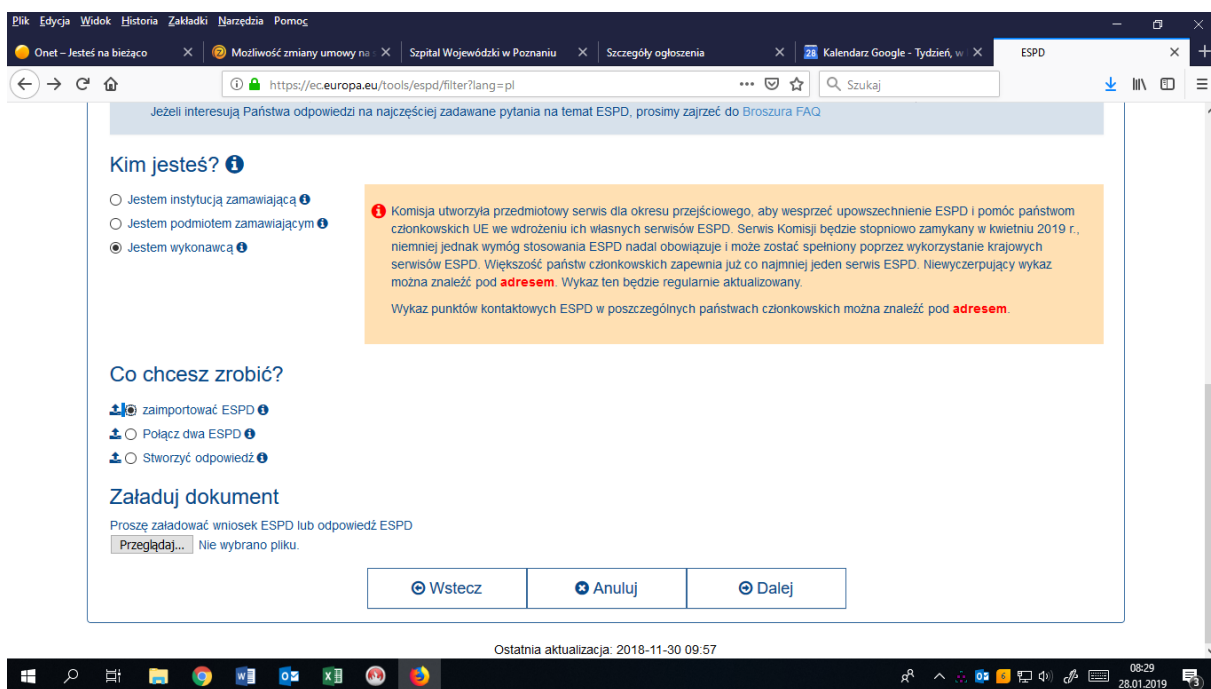 Plik Edycja Widok Historia Zakładki Narzędzia Pomoc
Onet – Jesteś na bieżąco
Możliwość zmiany umowy na s
Szpital Wojewódzki w Poznaniu
Szczegóły ogłoszenia
Kalendarz Google - Tydzień, w
ESPD
https://ec.europa.eu/tools/espd/filter?lang=pl
Szukaj
Jeżeli interesują Państwa odpowiedzi na najczęściej zadawane pytania na temat ESPD, prosimy zajrzeć do Broszura FAQ
Kim jesteś?
Jestem instytucją zamawiającą
Jestem podmiotem zamawiającym
Jestem wykonawcą
Komisja utworzyła przedmiotowy serwis dla okresu przejściowego, aby wesprzeć upowszechnienie ESPD i pomóc państwom
członkowskich UE we wdrożeniu ich własnych serwisów ESPD. Serwis Komisji będzie stopniowo zamykany w kwietniu 2019 r.,
niemniej jednak wymóg stosowania ESPD nadal obowiązuje i może zostać spełniony poprzez wykorzystanie krajowych
serwisów ESPD. Większość państw członkowskich zapewnia już co najmniej jeden serwis ESPD. Niewyczerpujący wykaz
można znaleźć pod adresem. Wykaz ten będzie regularnie aktualizowany.
Wykaz punktów kontaktowych ESPD w poszczególnych państwach członkowskich można znaleźć pod adresem.
Co chcesz zrobić?
zaimportować ESPD
Połącz dwa ESPD
Stworzyć odpowiedź
Załaduj dokument
Proszę załadować wniosek ESPD lub odpowiedź ESPD
Przeglądaj... Nie wybrano pliku.
Wstecz
Anuluj
Dalej
Ostatnia aktualizacja: 2018-11-30 09:57
08:29
28.01.2019